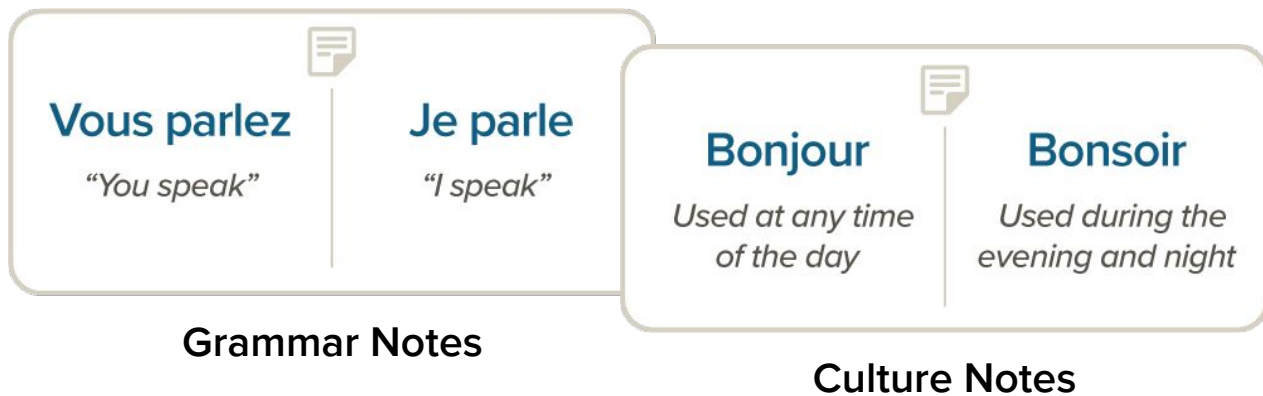 Vous parlez
“You speak”
Je parle
“I speak”
Grammar Notes
Bonjour
Used at any time
of the day
Bonsoir
Used during the
evening and night
Culture Notes